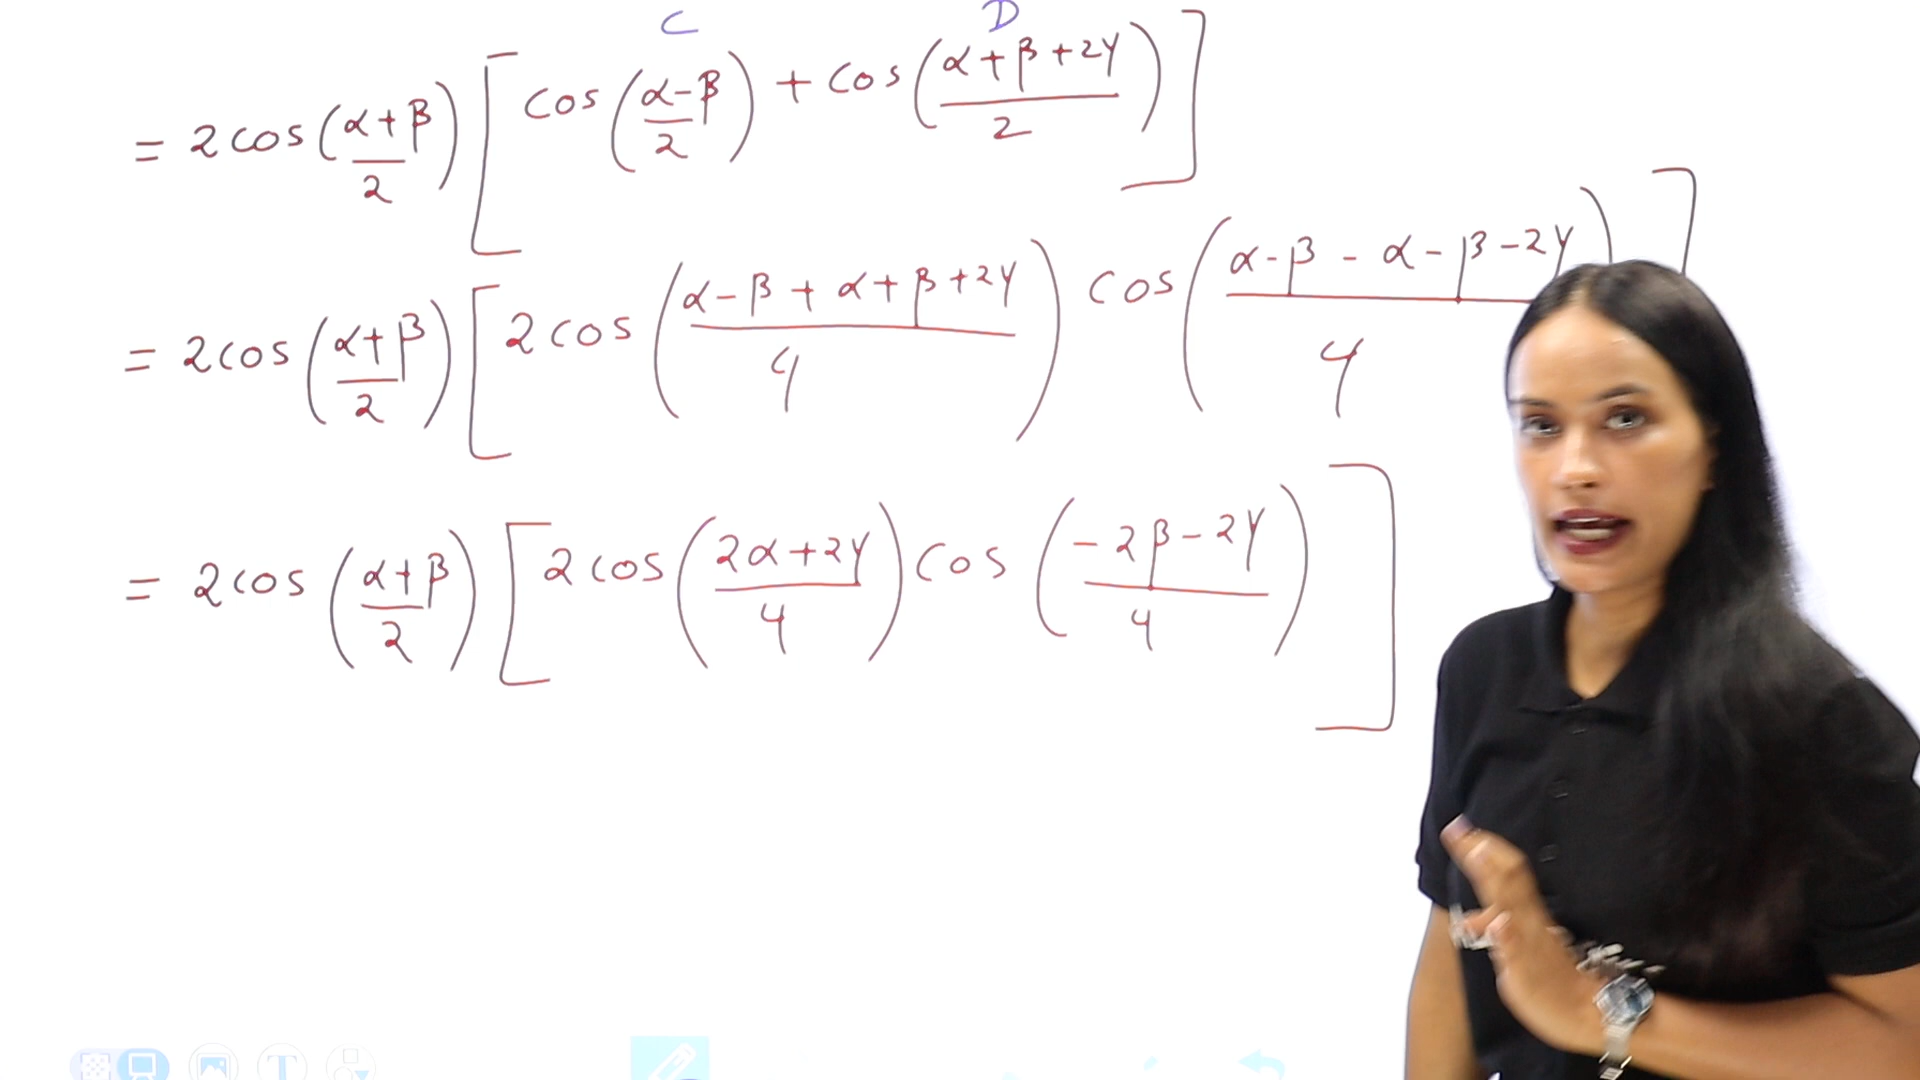 C D
= 2cos(α+β/2)[cos(α-β/2) + cos(α+β+2γ/2)]
= 2cos(α+β/2)[2cos(α-β+α+β+2γ/4) cos(α-β-α-β-2γ/4)]
= 2cos(α+β/2)[2cos(2α+2γ/4) cos(-2β-2γ/4)]
T